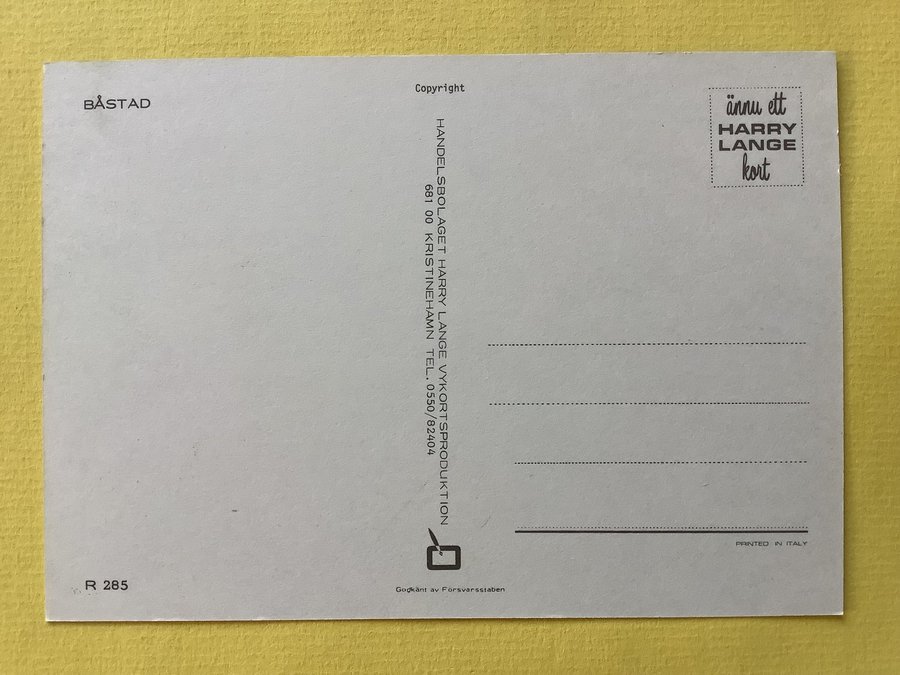 BÅSTAD
Copyright
HANDELSBOLAGET HARRY LANGE VYKORTSPRODUKTION
681 00 KRISTINEHAMN TEL. 0550/82404
ännu ett
HARRY
LANGE
kort
PRINTED IN ITALY
R 285
Godkänt av Försvarsstaben